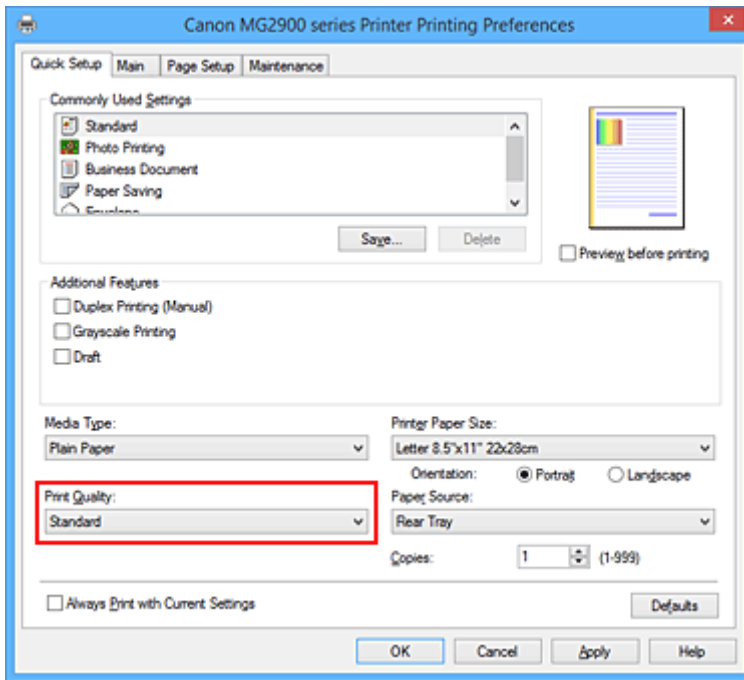 Canon MG2900 series Printer Printing Preferences
Quick Setup Main Page Setup Maintenance
Commonly Used Settings
Standard
Photo Printing
Business Document
Paper Saving
Envelope
Save... Delete
Preview before printing
Additional Features
Duplex Printing (Manual)
Grayscale Printing
Draft
Media Type: Printer Paper Size:
Plain Paper Letter 8.5"x11" 22x28cm
Orientation: Portrait Landscape
Print Quality: Paper Source:
Standard Rear Tray
Copies: 1 (1-999)
Always Print with Current Settings Defaults
OK Cancel Apply Help